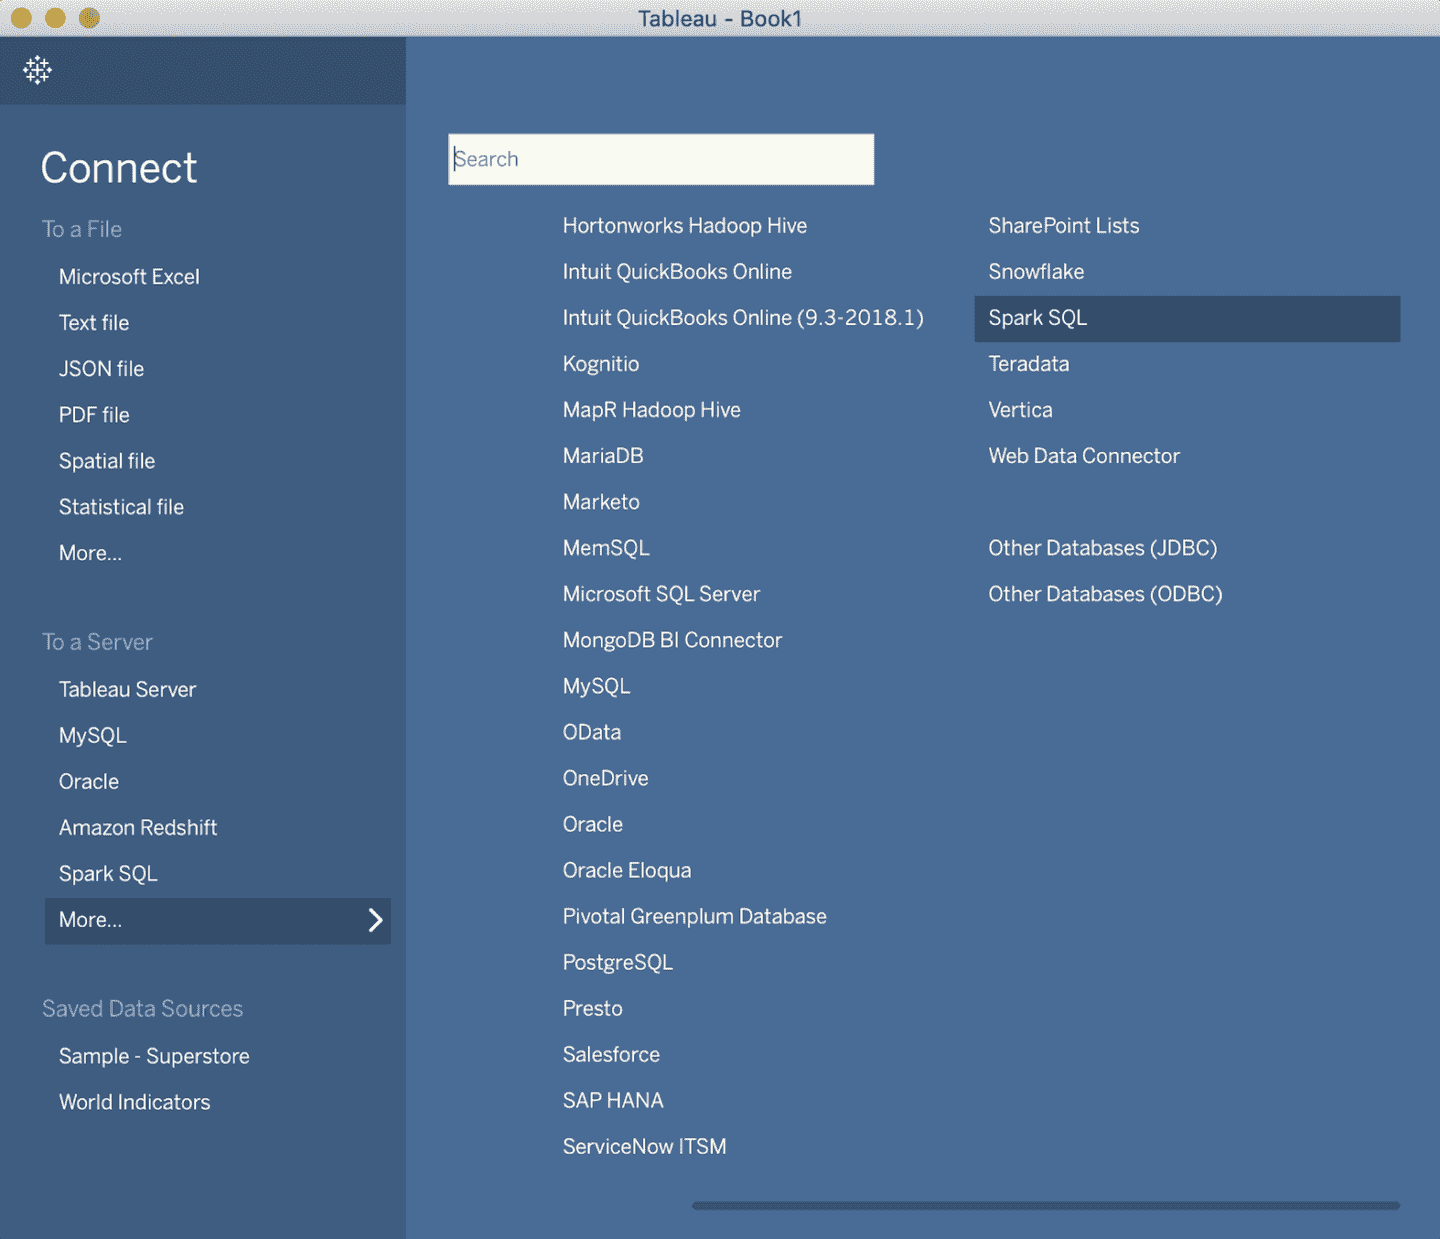 Tableau - Book1
Connect
To a File
Microsoft Excel
Text file
JSON file
PDF file
Spatial file
Statistical file
More...
To a Server
Tableau Server
MySQL
Oracle
Amazon Redshift
Spark SQL
More...
Saved Data Sources
Sample - Superstore
World Indicators
Search
Hortonworks Hadoop Hive
Intuit QuickBooks Online
Intuit QuickBooks Online (9.3-2018.1)
Kognitio
MapR Hadoop Hive
MariaDB
Marketo
MemSQL
Microsoft SQL Server
MongoDB BI Connector
MySQL
OData
OneDrive
Oracle
Oracle Eloqua
Pivotal Greenplum Database
PostgreSQL
Presto
Salesforce
SAP HANA
ServiceNow ITSM
SharePoint Lists
Snowflake
Spark SQL
Teradata
Vertica
Web Data Connector
Other Databases (JDBC)
Other Databases (ODBC)